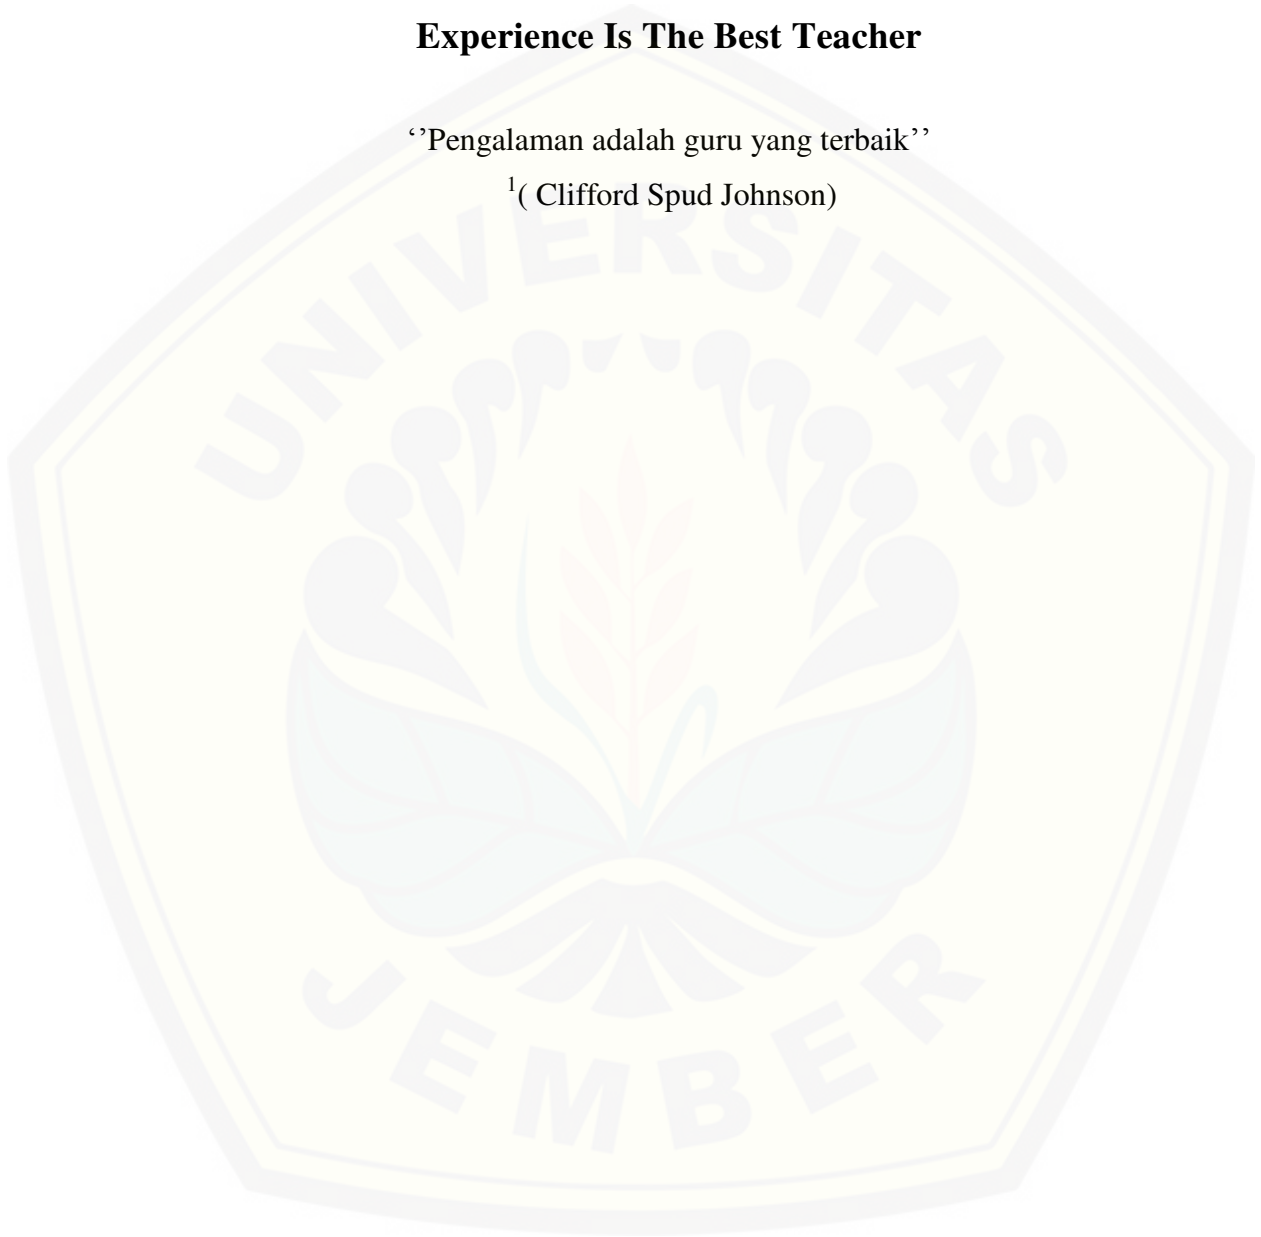 Experience Is The Best Teacher
‘’Pengalaman adalah guru yang terbaik’’
1( Clifford Spud Johnson)
UNIVERSITAS
JEMBER